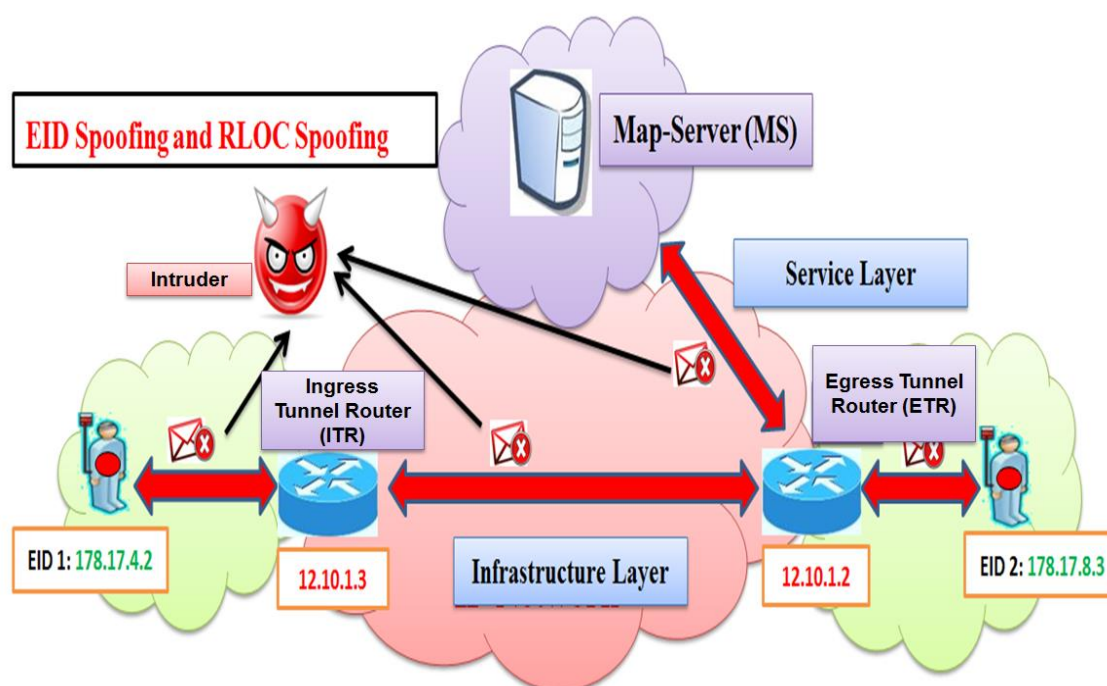 EID Spoofing and RLOC Spoofing
Map-Server (MS)
Intruder
Service Layer
Ingress
Tunnel Router
(ITR)
Egress Tunnel
Router (ETR)
EID 1: 178.17.4.2
12.10.1.3
Infrastructure Layer
12.10.1.2
EID 2: 178.17.8.3